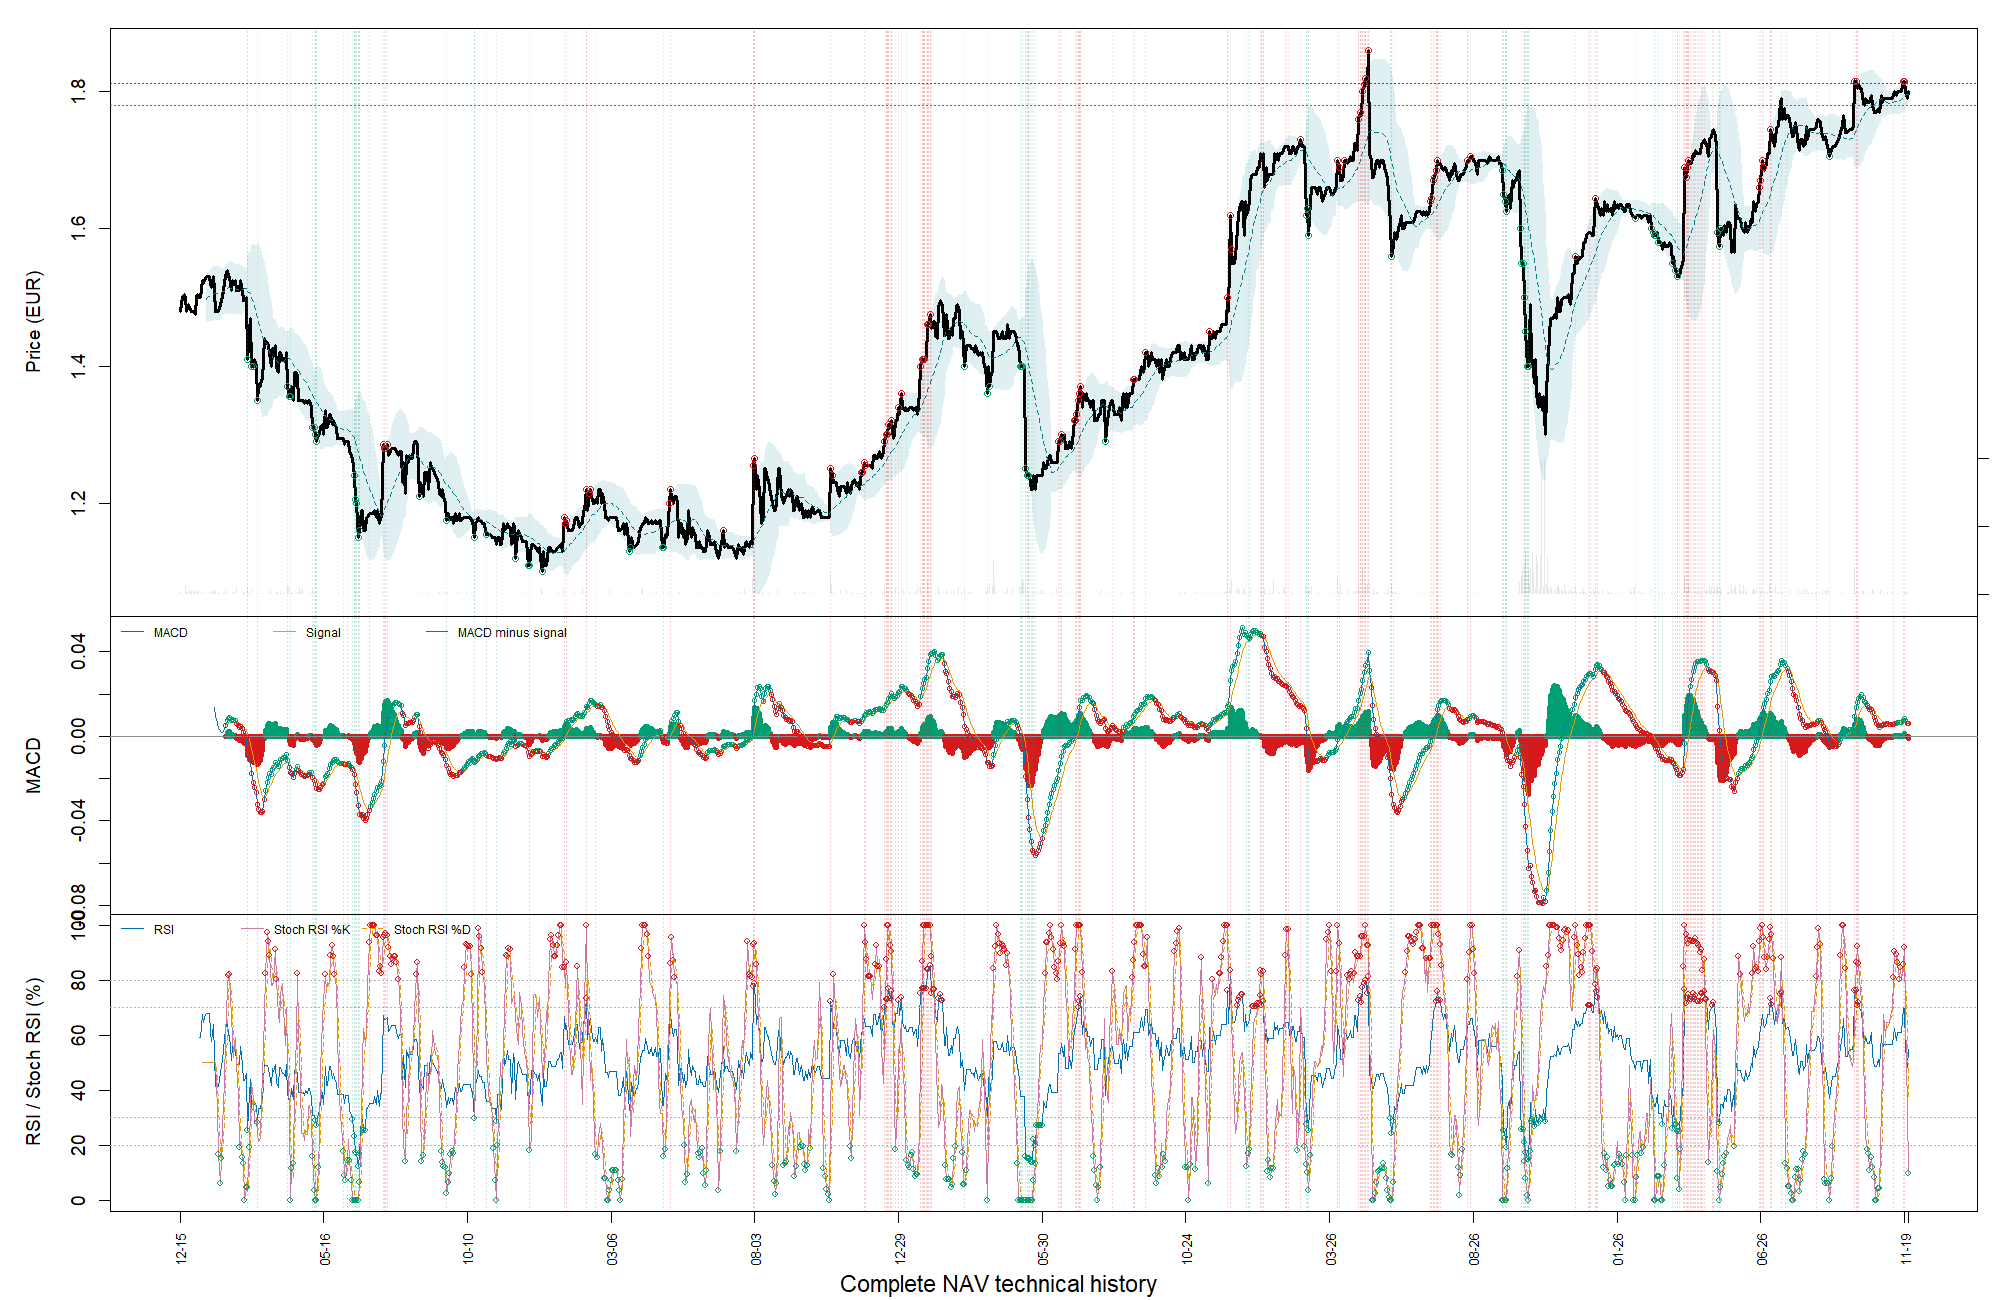 Price (EUR)
1.8
1.6
1.4
1.2
MACD
Signal
MACD minus signal
MACD
0.04
0.00
-0.04
-0.08
RSI
Stoch RSI %K
Stoch RSI %D
RSI / Stoch RSI (%)
100
80
60
40
20
0
12-15
05-16
10-10
03-06
08-03
12-29
05-30
10-24
03-26
08-26
01-26
06-26
11-19
Complete NAV technical history